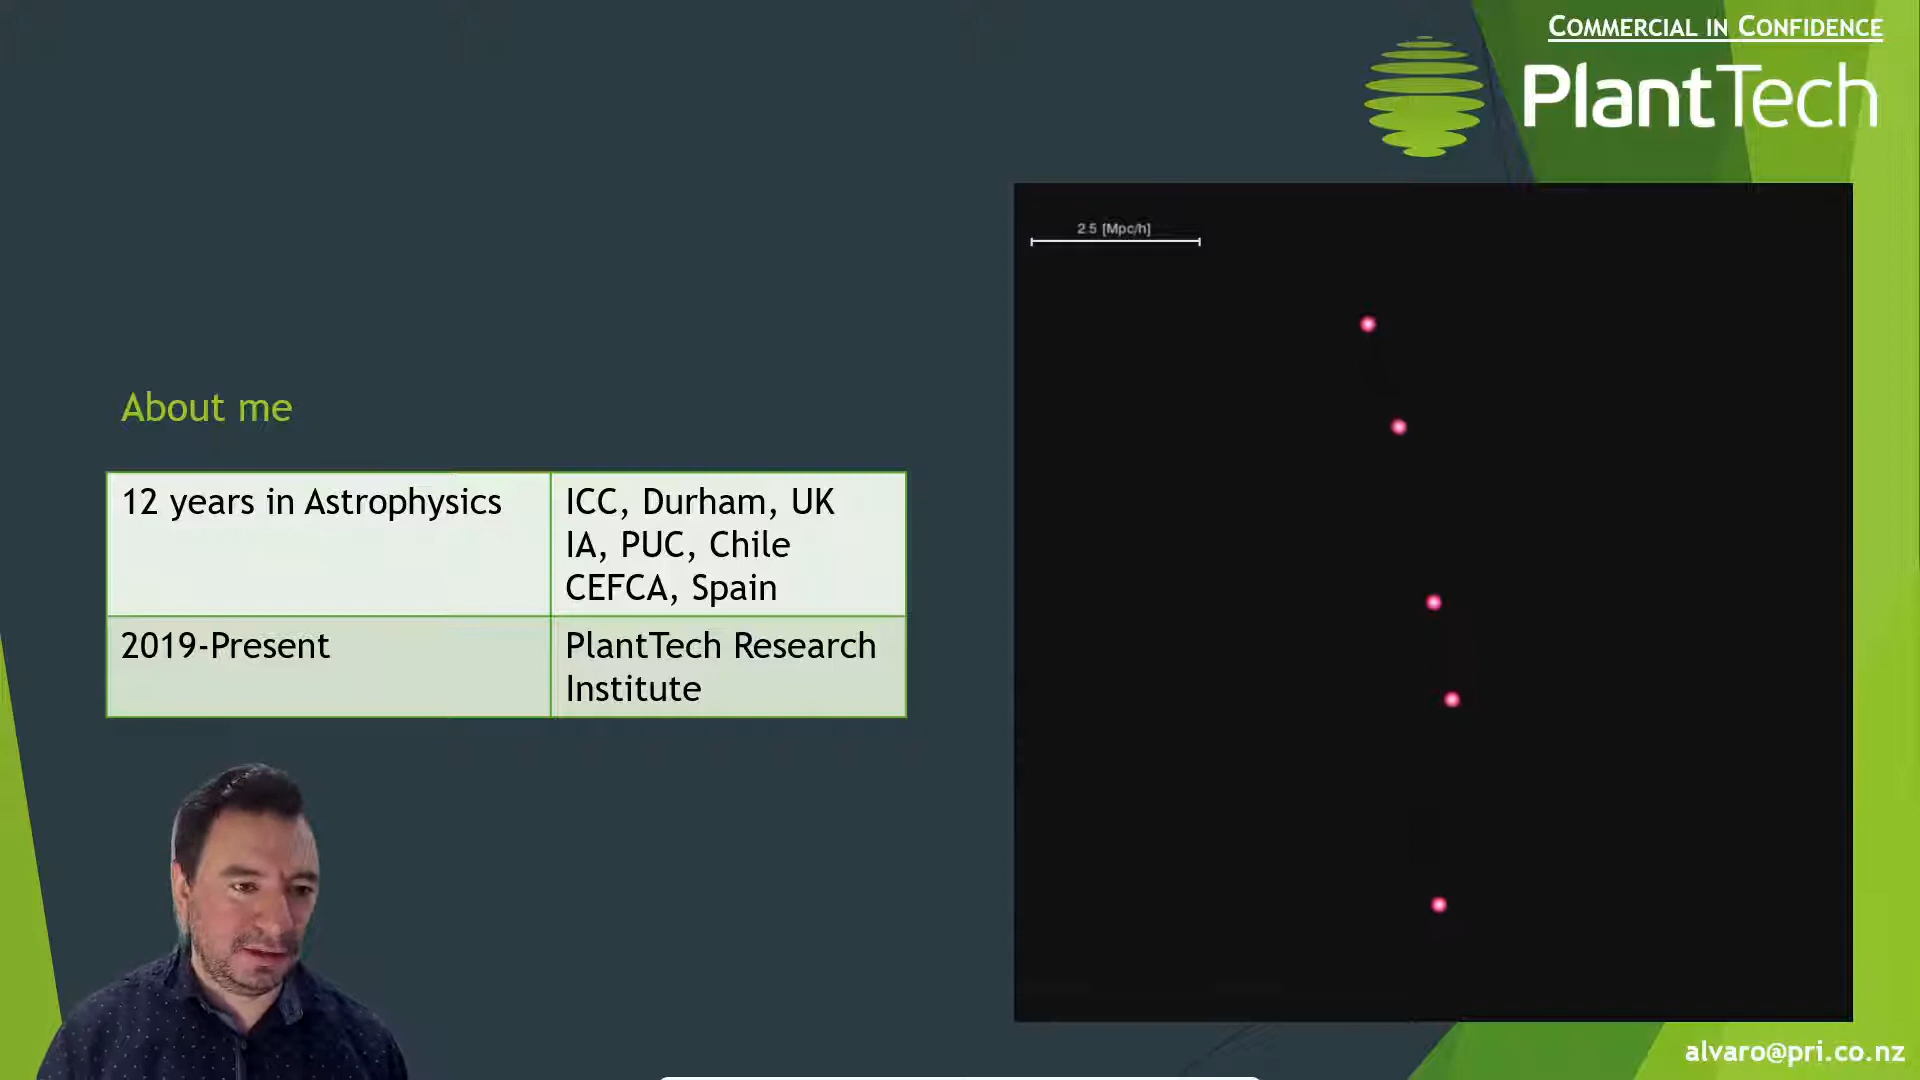 COMMERCIAL IN CONFIDENCE
PlantTech
2.5 [Mpc/h]
About me
12 years in Astrophysics
ICC, Durham, UK
IA, PUC, Chile
CEFCA, Spain
2019-Present
PlantTech Research
Institute
alvaro@pri.co.nz